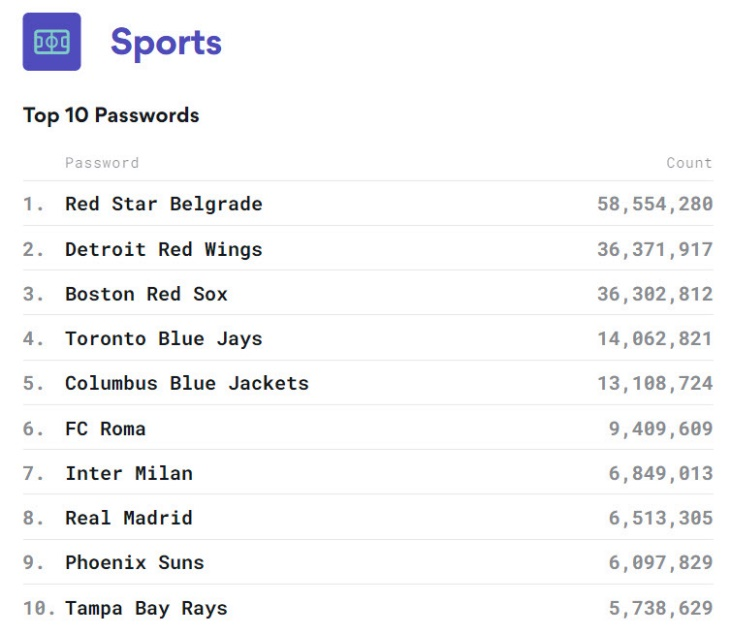 Sports
Top 10 Passwords
Password Count
1. Red Star Belgrade 58,554,280
2. Detroit Red Wings 36,371,917
3. Boston Red Sox 36,302,812
4. Toronto Blue Jays 14,062,821
5. Columbus Blue Jackets 13,108,724
6. FC Roma 9,409,609
7. Inter Milan 6,849,013
8. Real Madrid 6,513,305
9. Phoenix Suns 6,097,829
10. Tampa Bay Rays 5,738,629